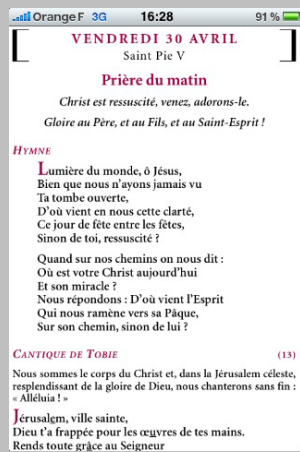 Orange F 3G 16:28 91 %
VENDREDI 30 AVRIL
Saint Pie V
Prière du matin
Christ est ressuscité, venez, adorons-le.
Gloire au Père, et au Fils, et au Saint-Esprit !
HYMNE
Lumière du monde, ô Jésus,
Bien que nous n'ayons jamais vu
Ta tombe ouverte,
D'où vient en nous cette clarté,
Ce jour de fête entre les fêtes,
Sinon de toi, ressuscité ?
Quand sur nos chemins on nous dit :
Où est votre Christ aujourd'hui
Et son miracle ?
Nous répondons : D'où vient l'Esprit
Qui nous ramène vers sa Pâque,
Sur son chemin, sinon de lui ?
CANTIQUE DE TOBIE (13)
Nous sommes le corps du Christ et, dans la Jérusalem céleste,
resplendissant de la gloire de Dieu, nous chanterons sans fin :
« Alléluia ! »
Jérusalem, ville sainte,
Dieu t'a frappée pour les œuvres de tes mains.
Rends toute grâce au Seigneur